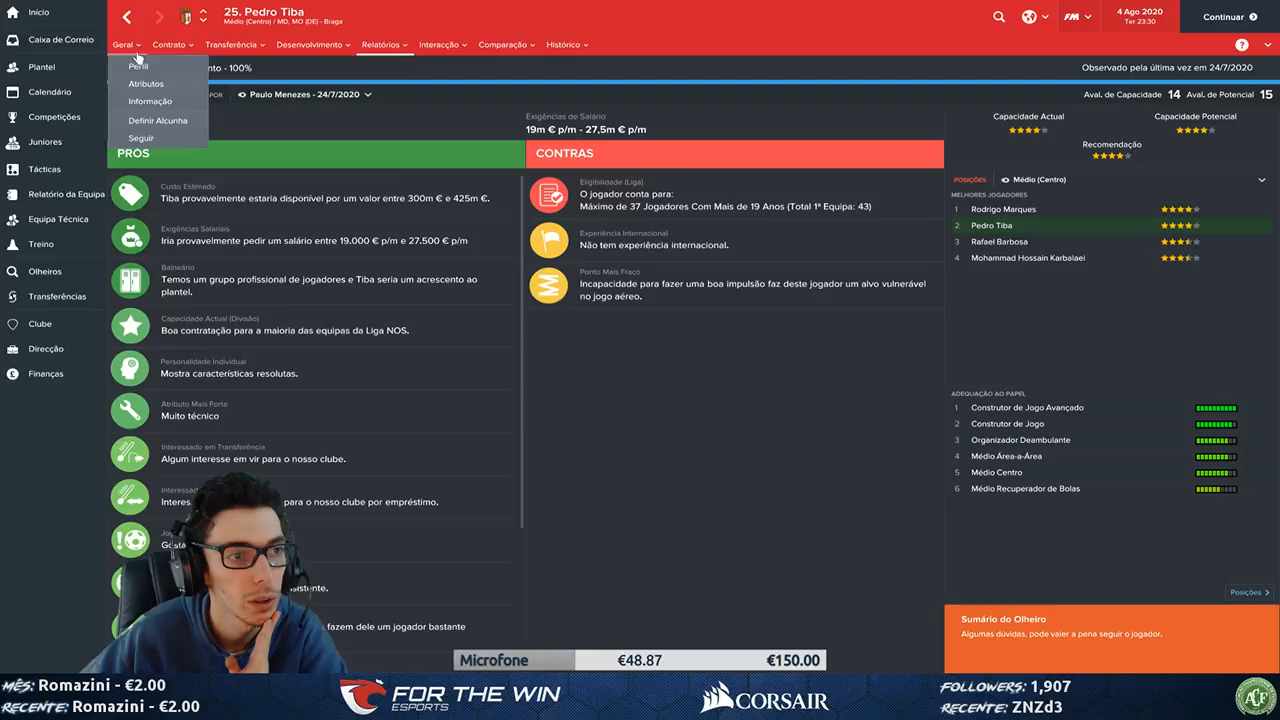 Início
Caixa de Correio
Plantel
Calendário
Competições
Juniores
Tácticas
Relatório da Equipa
Equipa Técnica
Treino
Olheiros
Transferências
Clube
Direcção
Finanças
25. Pedro Tiba
Médio (Centro) / MD, MO (DE) - Braga
FM
4 Ago 2020
Ter 23:30
Continuar
Geral
Contrato
Transferência
Desenvolvimento
Relatórios
Interacção
Comparação
Histórico
?
Perfil
Atributos
Informação
Definir Alcunha
Seguir
nto - 100%
Observado pela última vez em 24/7/2020
POR
Paulo Menezes - 24/7/2020
Aval. de Capacidade 14 Aval. de Potencial 15
Exigências de Salário
19m € p/m - 27,5m € p/m
Capacidade Actual
Capacidade Potencial
Recomendação
PRÓS
Custo Estimado
Tiba provavelmente estaria disponível por um valor entre 300m € e 425m €.
Exigências Salariais
Iria provavelmente pedir um salário entre 19.000 € p/m e 27.500 € p/m
Balneário
Temos um grupo profissional de jogadores e Tiba seria um acrescento ao
plantel.
Capacidade Actual (Divisão)
Boa contratação para a maioria das equipas da Liga NOS.
Personalidade Individual
Mostra características resolutas.
Atributo Mais Forte
Muito técnico
Interessado em Transferência
Algum interesse em vir para o nosso clube.
Interessad
Interes para o nosso clube por empréstimo.
Jog
Gosta
sistente.
fazem dele um jogador bastante
CONTRAS
Eligibilidade (Liga)
O jogador conta para:
Máximo de 37 Jogadores Com Mais de 19 Anos (Total 1ª Equipa: 43)
Experiência Internacional
Não tem experiência internacional.
Ponto Mais Fraco
Incapacidade para fazer uma boa impulsão faz deste jogador um alvo vulnerável
no jogo aéreo.
POSIÇÕES Médio (Centro)
MELHORES JOGADORES
1 Rodrigo Marques
2 Pedro Tiba
3 Rafael Barbosa
4 Mohammad Hossain Karbalaei
ADEQUAÇÃO AO PAPEL
1 Construtor de Jogo Avançado
2 Construtor de Jogo
3 Organizador Deambulante
4 Médio Área-a-Área
5 Médio Centro
6 Médio Recuperador de Bolas
Posições
Sumário do Olheiro
Algumas dúvidas, pode valer a pena seguir o jogador.
Microfone €48.87 €150.00
MÊS: Romazini - €2.00
RECENTE: Romazini - €2.00
FOR THE WIN
ESPORTS
CORSAIR
FOLLOWERS: 1,907
RECENTE: ZNZd3
ACF